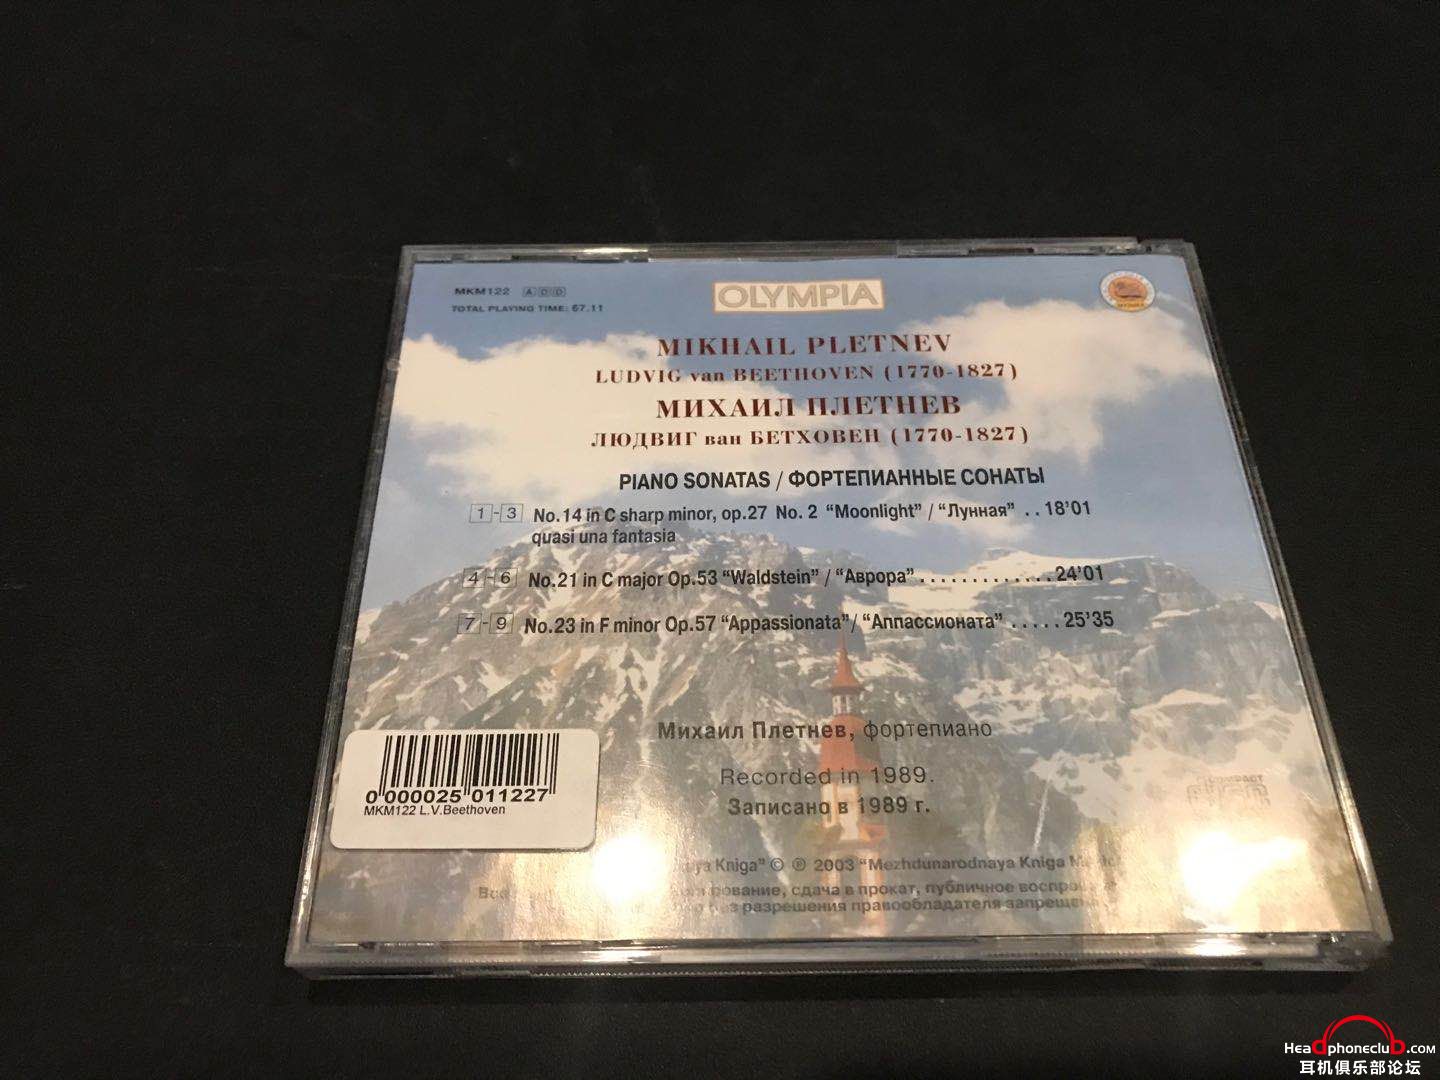 MKM122 ADD
TOTAL PLAYING TIME: 67.11
OLYMPIA
MIKHAIL PLETNEV
LUDVIG van BEETHOVEN (1770-1827)
МИХАИЛ ПЛЕТНЕВ
ЛЮДВИГ ван БЕТХОВЕН (1770-1827)
PIANO SONATAS / ФОРТЕПИАННЫЕ СОНАТЫ
1-3 No.14 in C sharp minor, op.27 No. 2 “Moonlight” / “Лунная” .. 18’01
quasi una fantasia
4-6 No.21 in C major Op.53 “Waldstein” / “Аврора” ............. 24’01
7-9 No.23 in F minor Op.57 “Appassionata”/ “Аппассионата” ..... 25’35
Михаил Плетнев, фортепиано
Recorded in 1989.
Записано в 1989 г.
COMPACT
0 000025 011227
MKM122 L.V.Beethoven
Kniga” © ℗ 2003 “Mezhdunarodnaya Kniga
сдача в прокат, публичное
без разрешения правообладателя
Headphoneclub.com
耳机俱乐部论坛